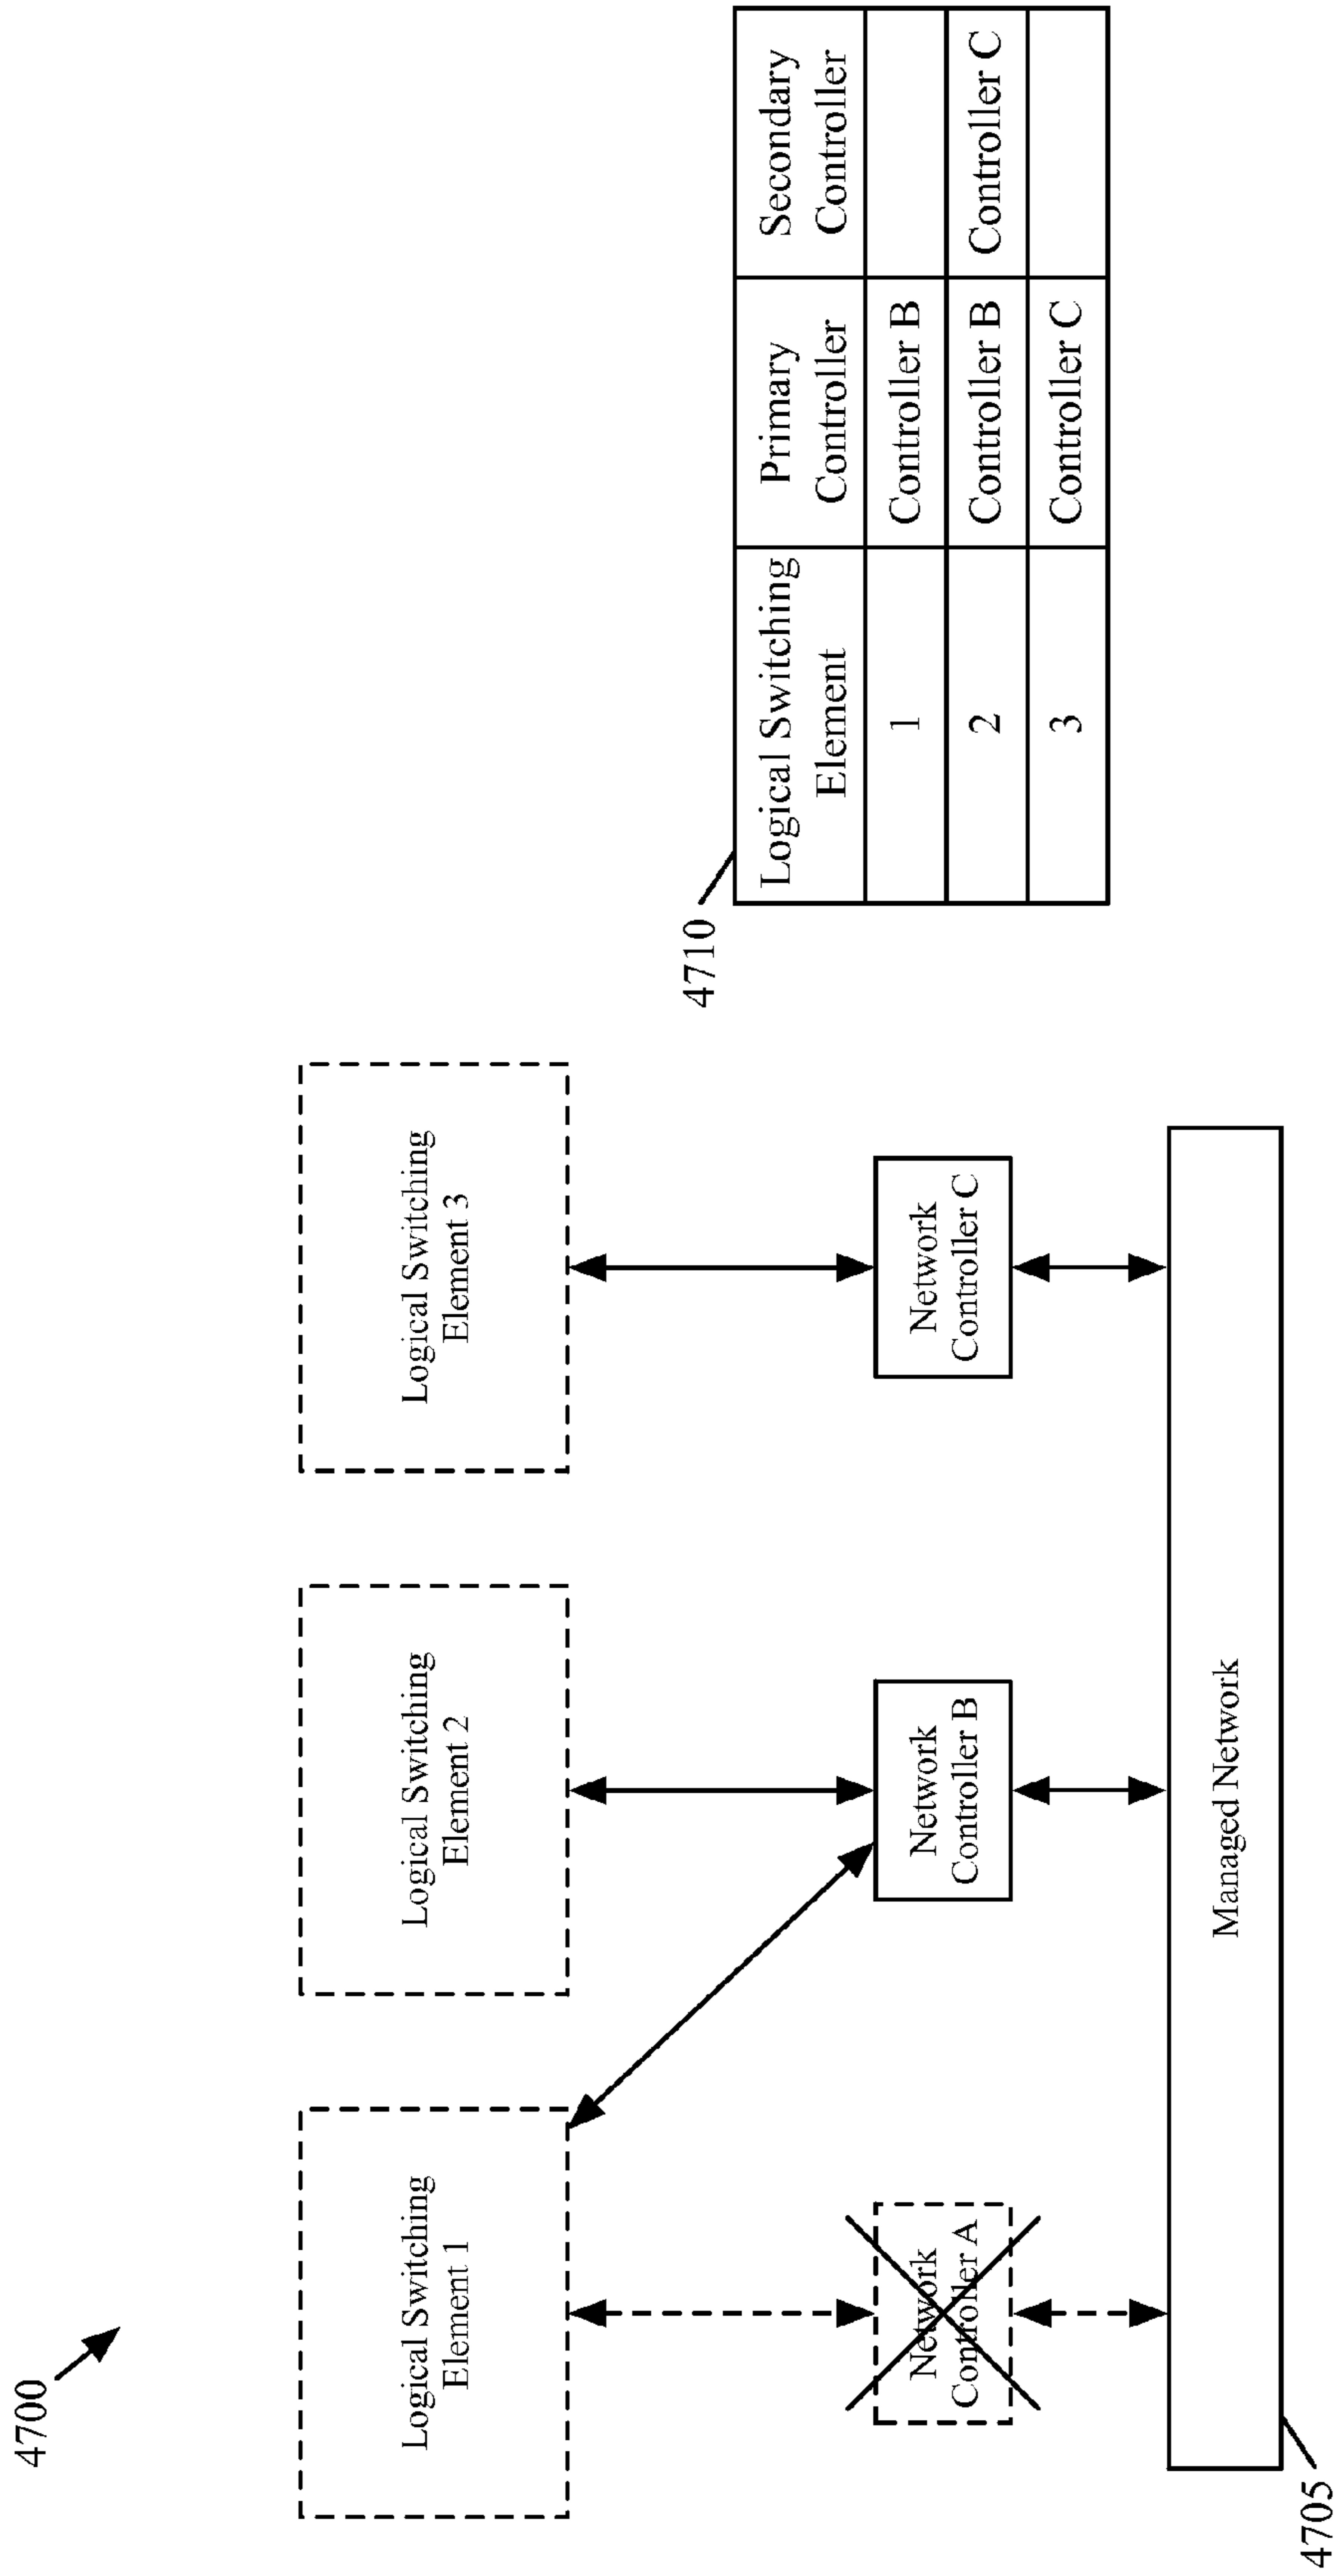 4700
Logical Switching
Element 1
Logical Switching
Element 2
Logical Switching
Element 3
Network
Controller A
Network
Controller B
Network
Controller C
Managed Network
4705
4710
Logical Switching
Element
Primary
Controller
Secondary
Controller
1
Controller B
2
Controller B
Controller C
3
Controller C